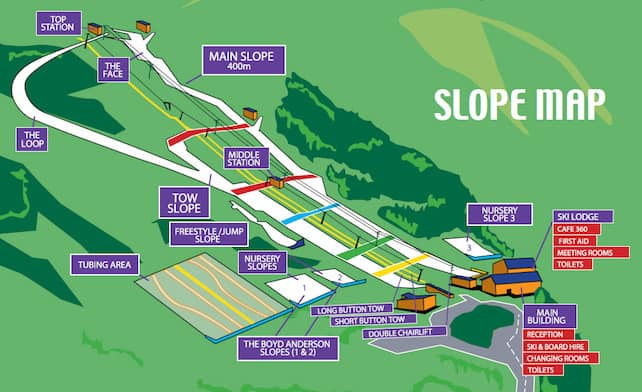 TOP
STATION
THE
FACE
MAIN SLOPE
400m
SLOPE MAP
THE
LOOP
MIDDLE
STATION
TOW
SLOPE
FREESTYLE /JUMP
SLOPE
NURSERY
SLOPE 3
3
SKI LODGE
CAFE 360
FIRST AID
MEETING ROOMS
TOILETS
TUBING AREA
NURSERY
SLOPES
1
2
LONG BUTTON TOW
SHORT BUTTON TOW
DOUBLE CHAIRLIFT
THE BOYD ANDERSON
SLOPES (1 & 2)
MAIN
BUILDING
RECEPTION
SKI & BOARD HIRE
CHANGING ROOMS
TOILETS